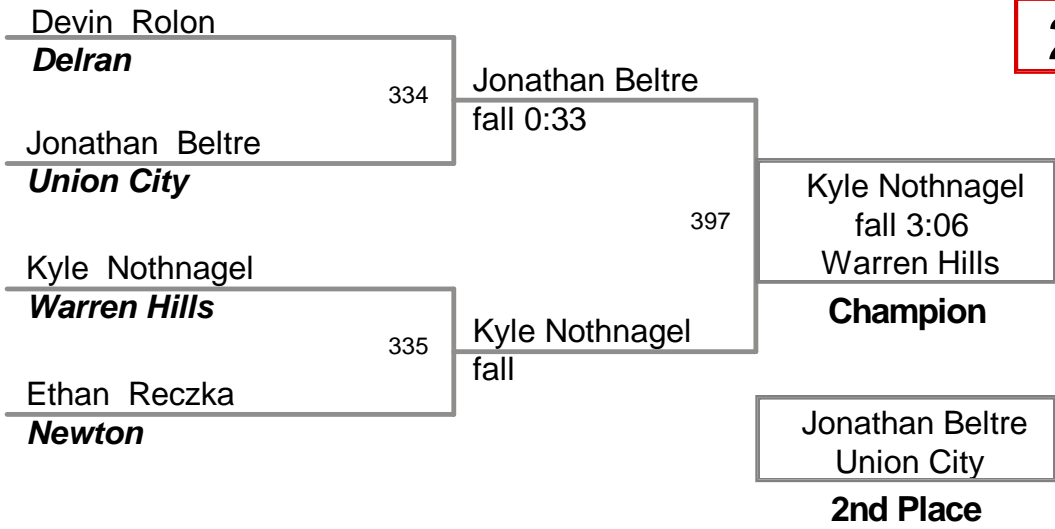 Devin Rolon
Delran
334
Jonathan Beltre
fall 0:33
Jonathan Beltre
Union City
397
Kyle Nothnagel
fall 3:06
Warren Hills
Champion
Kyle Nothnagel
Warren Hills
335
Kyle Nothnagel
fall
Ethan Reczka
Newton
Jonathan Beltre
Union City
2nd Place